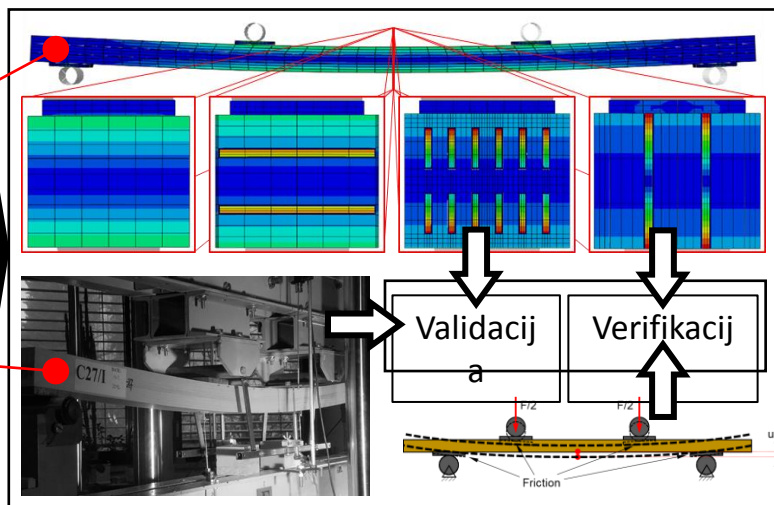 Validacij
a
Verifikacij
C27/I
F/2
F/2
u
Friction